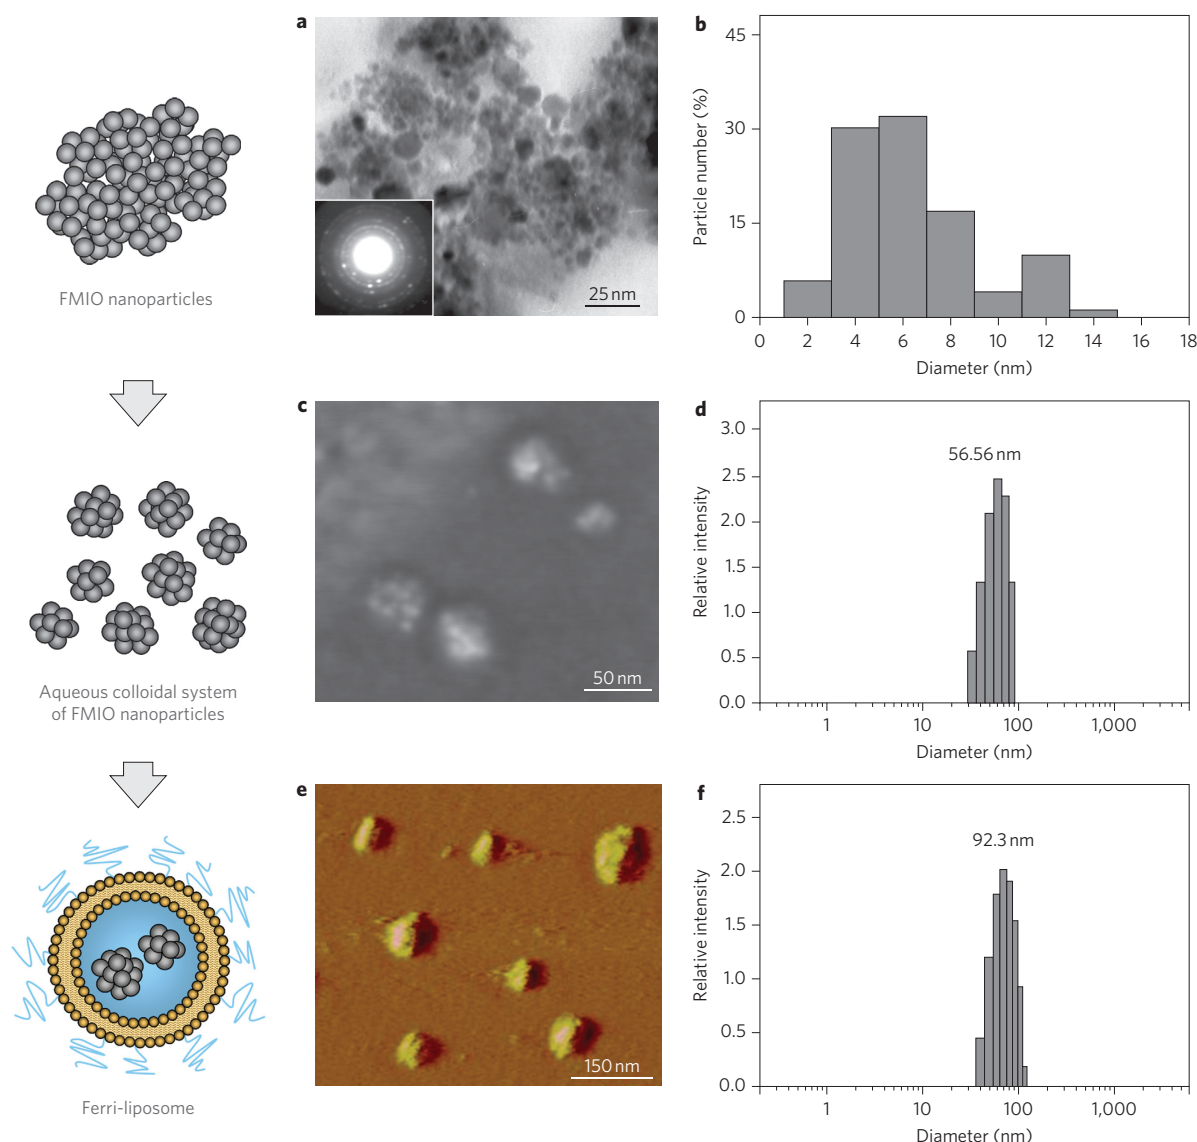 a
25 nm
FMIO nanoparticles
b
45
30
15
0
Particle number (%)
0 2 4 6 8 10 12 14 16 18
Diameter (nm)
c
50 nm
Aqueous colloidal system
of FMIO nanoparticles
d
56.56 nm
3.0
2.5
2.0
1.5
1.0
0.5
0.0
Relative intensity
1 10 100 1,000
Diameter (nm)
e
150 nm
Ferri-liposome
f
92.3 nm
2.5
2.0
1.5
1.0
0.5
0.0
Relative intensity
1 10 100 1,000
Diameter (nm)